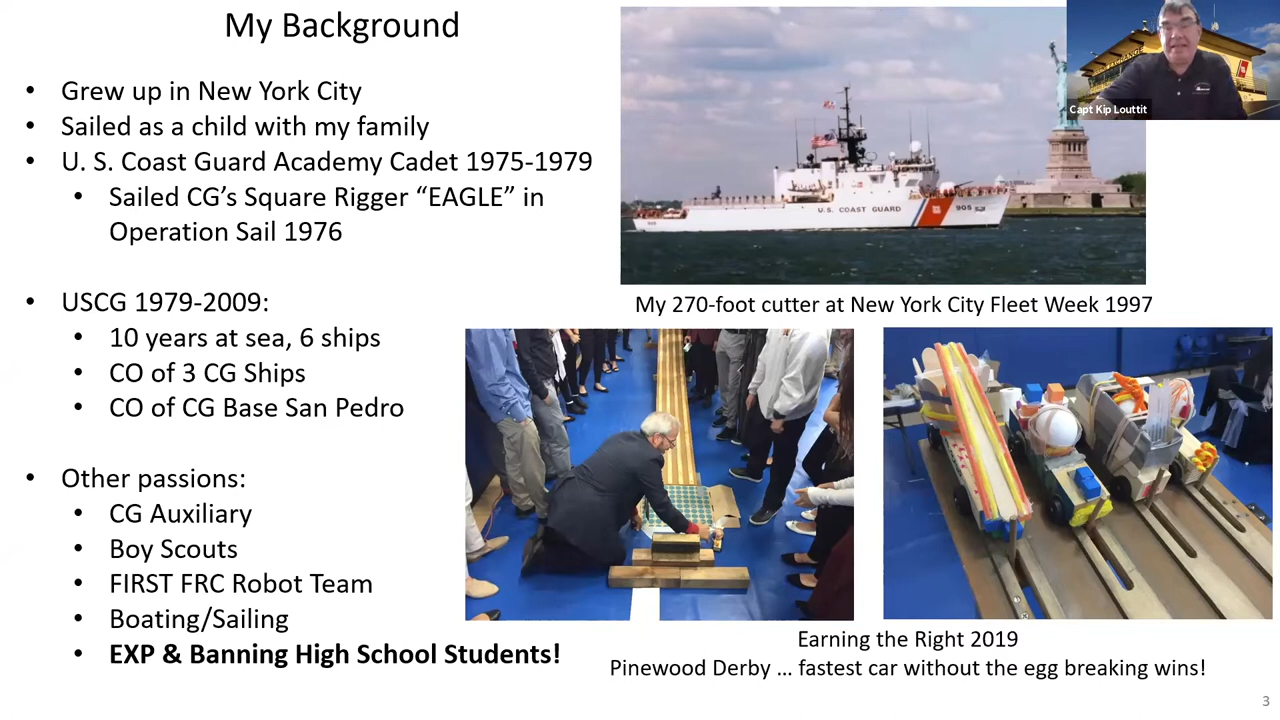 My Background
• Grew up in New York City
• Sailed as a child with my family
• U. S. Coast Guard Academy Cadet 1975-1979
• Sailed CG's Square Rigger “EAGLE” in
Operation Sail 1976
• USCG 1979-2009:
• 10 years at sea, 6 ships
• CO of 3 CG Ships
• CO of CG Base San Pedro
• Other passions:
• CG Auxiliary
• Boy Scouts
• FIRST FRC Robot Team
• Boating/Sailing
• EXP & Banning High School Students!
U. S. COAST GUARD
905
Capt Kip Louttit
My 270-foot cutter at New York City Fleet Week 1997
Earning the Right 2019
Pinewood Derby … fastest car without the egg breaking wins!
3